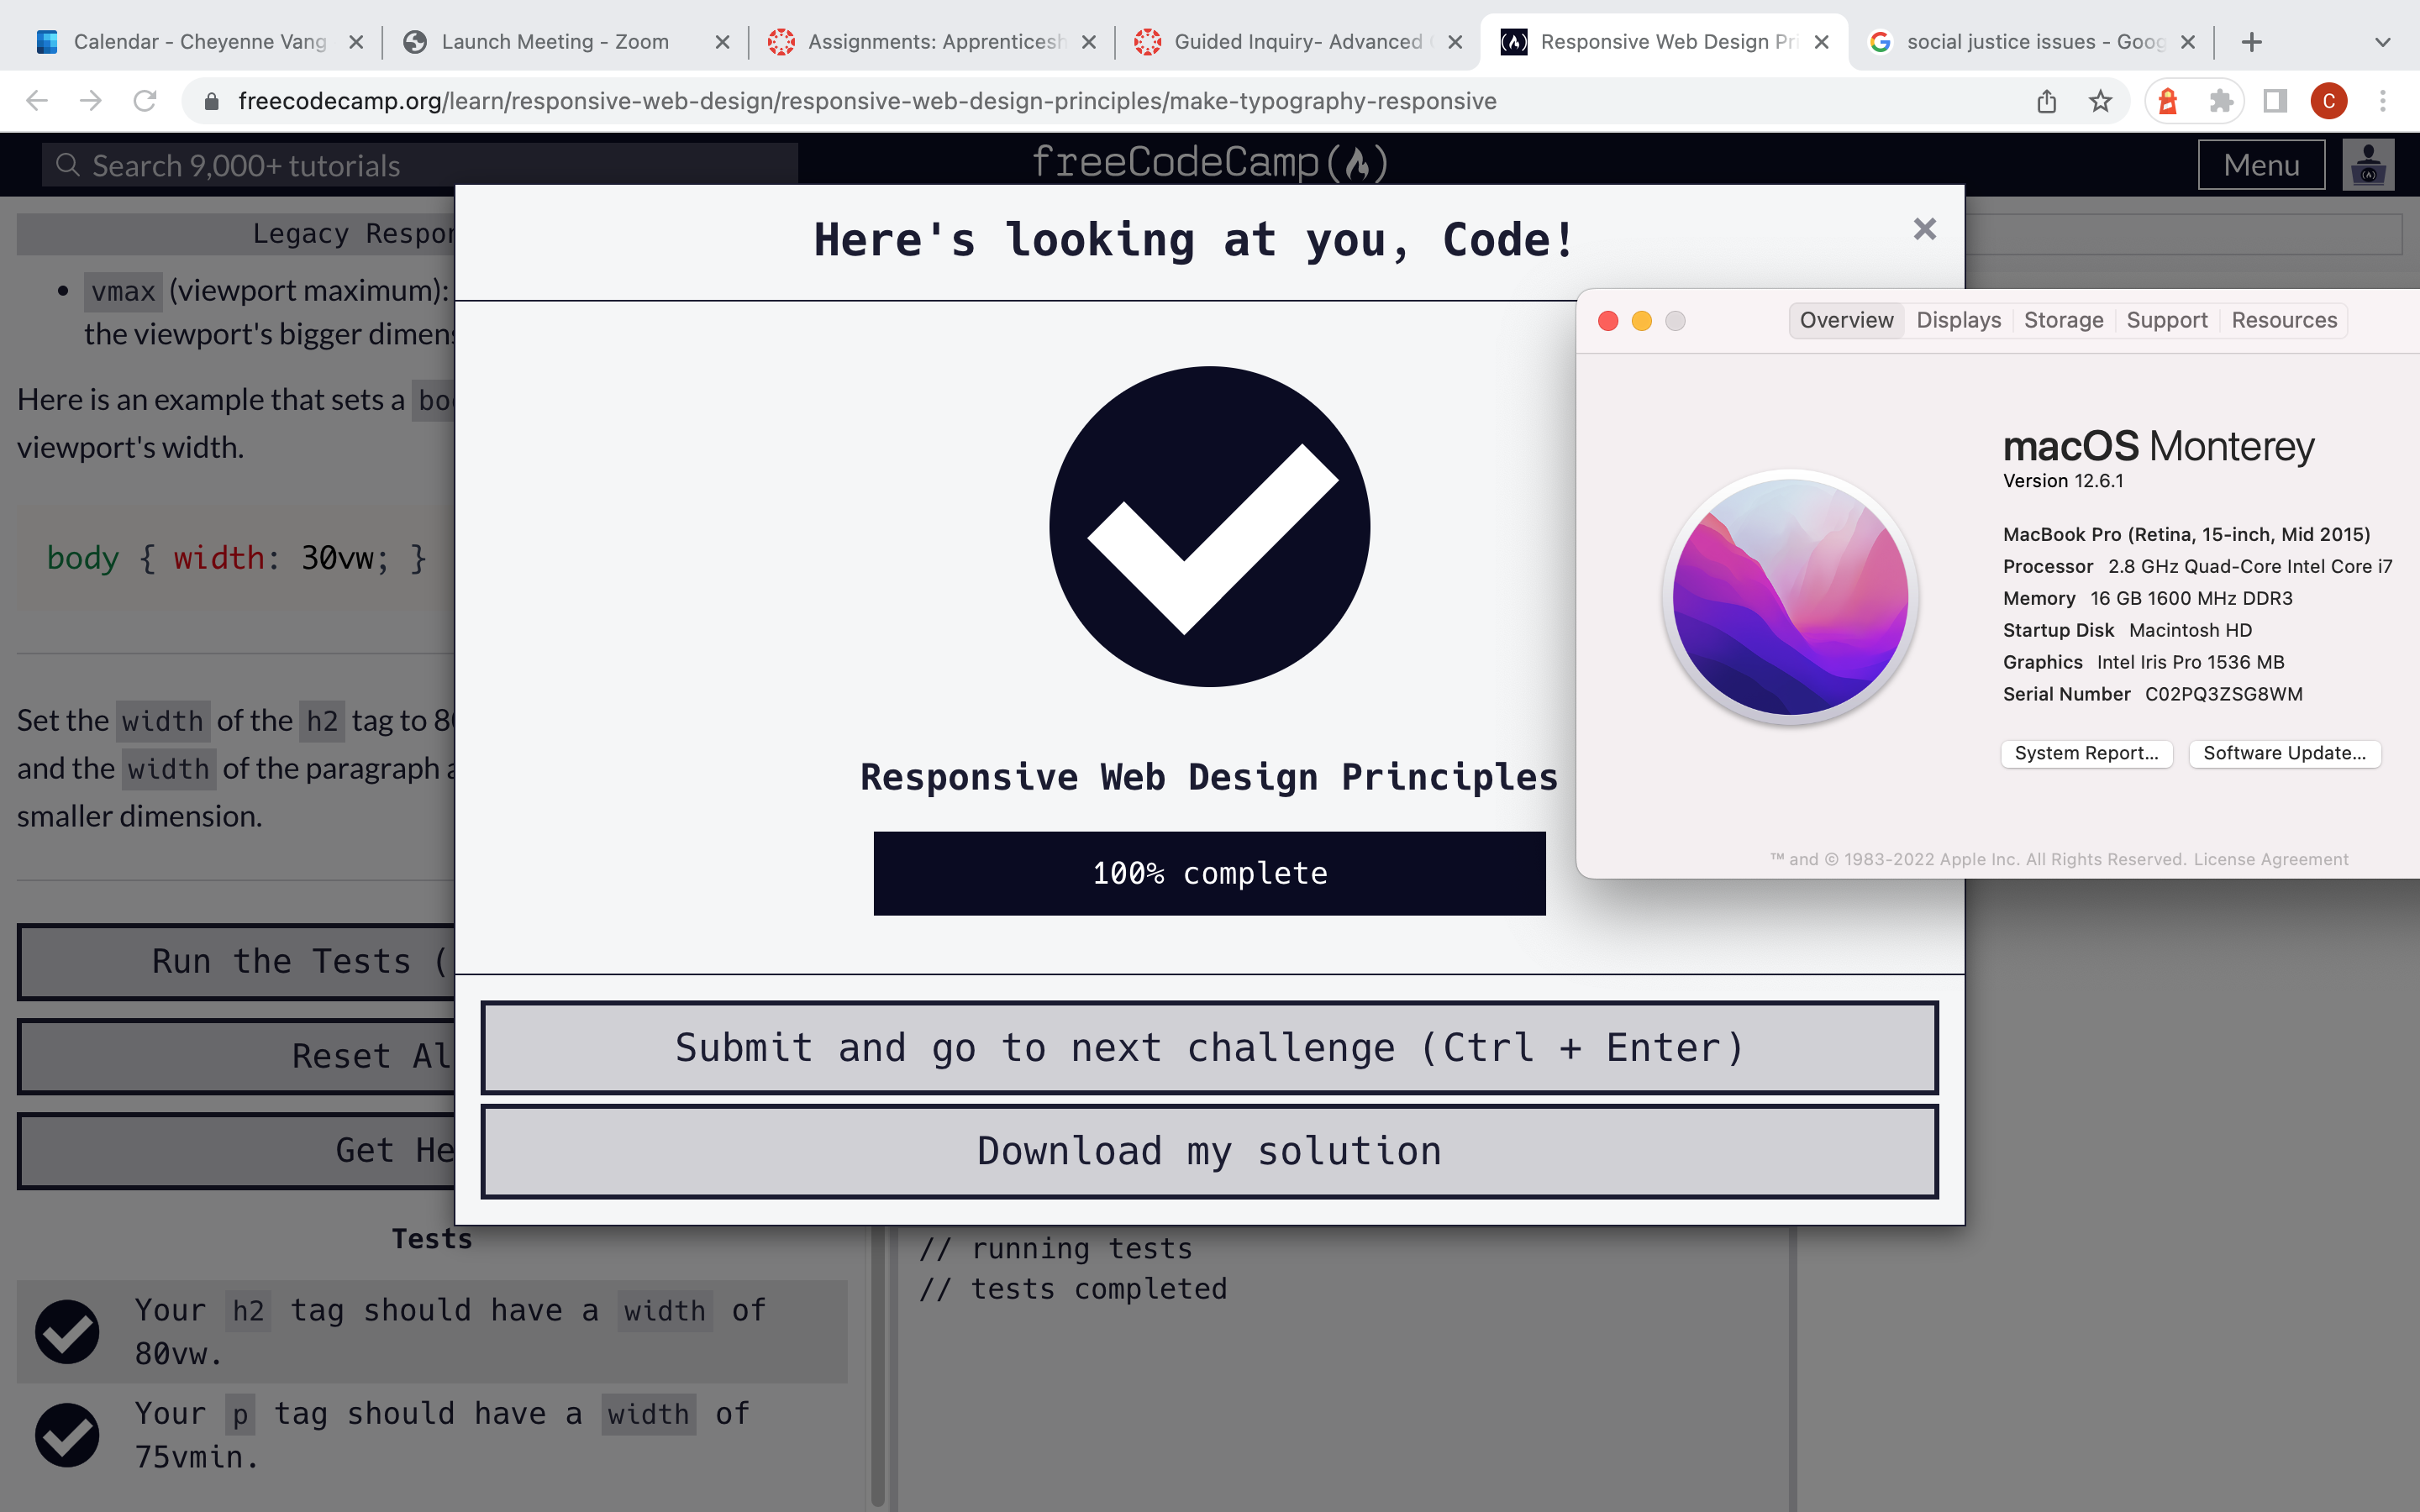 Calendar - Cheyenne Vang
Launch Meeting - Zoom
Assignments: Apprenticesh
Guided Inquiry- Advanced
Responsive Web Design Pri
social justice issues - Goog
freecodecamp.org/learn/responsive-web-design/responsive-web-design-principles/make-typography-responsive
C
Search 9,000+ tutorials
freeCodeCamp(🔥)
Menu
Legacy Respon
vmax (viewport maximum):
the viewport's bigger dimens
Here is an example that sets a bo
viewport's width.
body { width: 30vw; }
Set the width of the h2 tag to 80
and the width of the paragraph a
smaller dimension.
Run the Tests (
Reset Al
Get He
Tests
Your h2 tag should have a width of
80vw.
Your p tag should have a width of
75vmin.
Here's looking at you, Code!
Responsive Web Design Principles
100% complete
Submit and go to next challenge (Ctrl + Enter)
Download my solution
// running tests
// tests completed
Overview
Displays
Storage
Support
Resources
macOS Monterey
Version 12.6.1
MacBook Pro (Retina, 15-inch, Mid 2015)
Processor 2.8 GHz Quad-Core Intel Core i7
Memory 16 GB 1600 MHz DDR3
Startup Disk Macintosh HD
Graphics Intel Iris Pro 1536 MB
Serial Number C02PQ3ZSG8WM
System Report...
Software Update...
™ and © 1983-2022 Apple Inc. All Rights Reserved. License Agreement